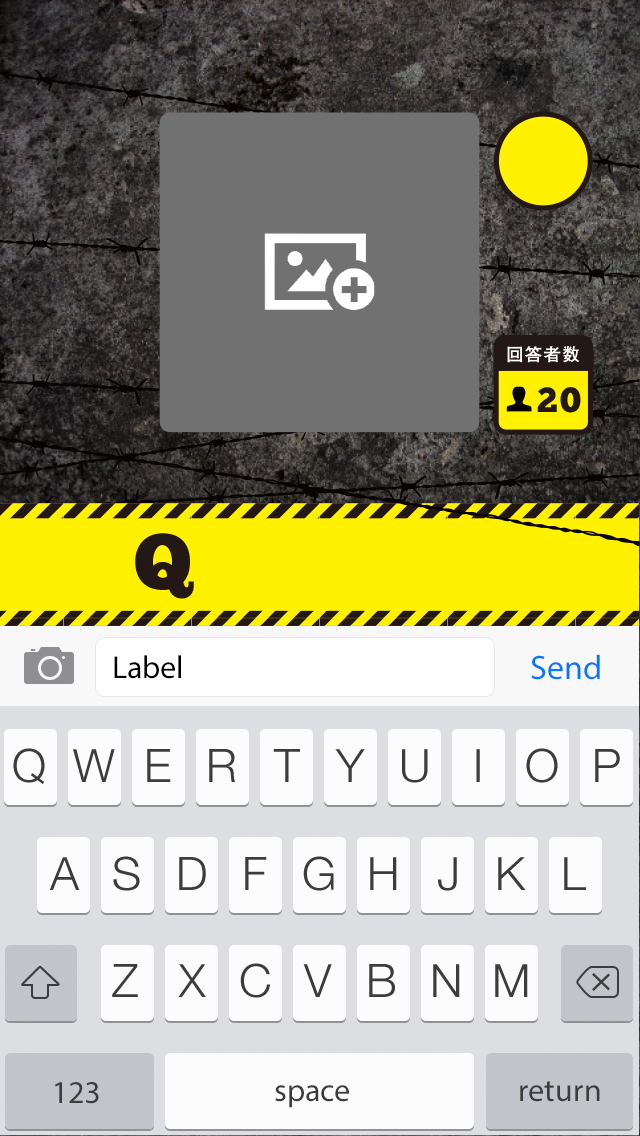 回答者数
20
Q
Label
Send
Q W E R T Y U I O P
A S D F G H J K L
Z X C V B N M
123 space return